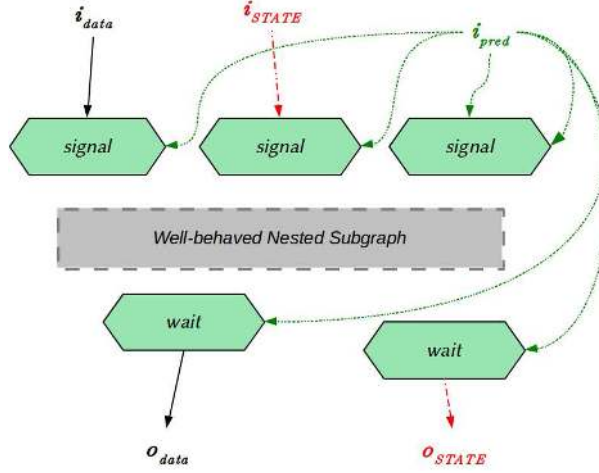 i_data i_STATE i_pred
signal signal signal
Well-behaved Nested Subgraph
wait
wait
o_data o_STATE